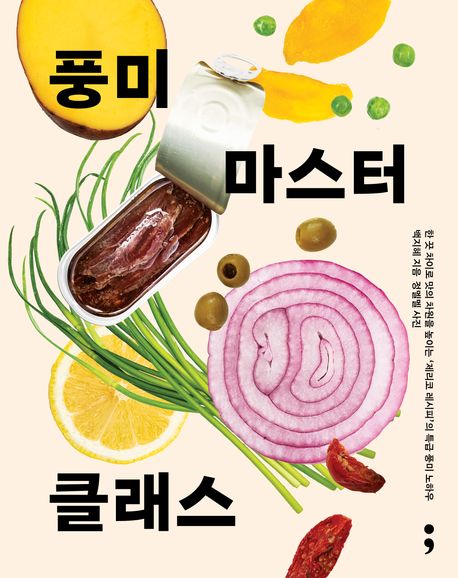 풍미
마스터
클래스
한 끗 차이로 맛의 차원을 높이는 ‘제리코 레시피’의 특급 풍미 노하우
백지혜 지음 정멜멜 사진
;